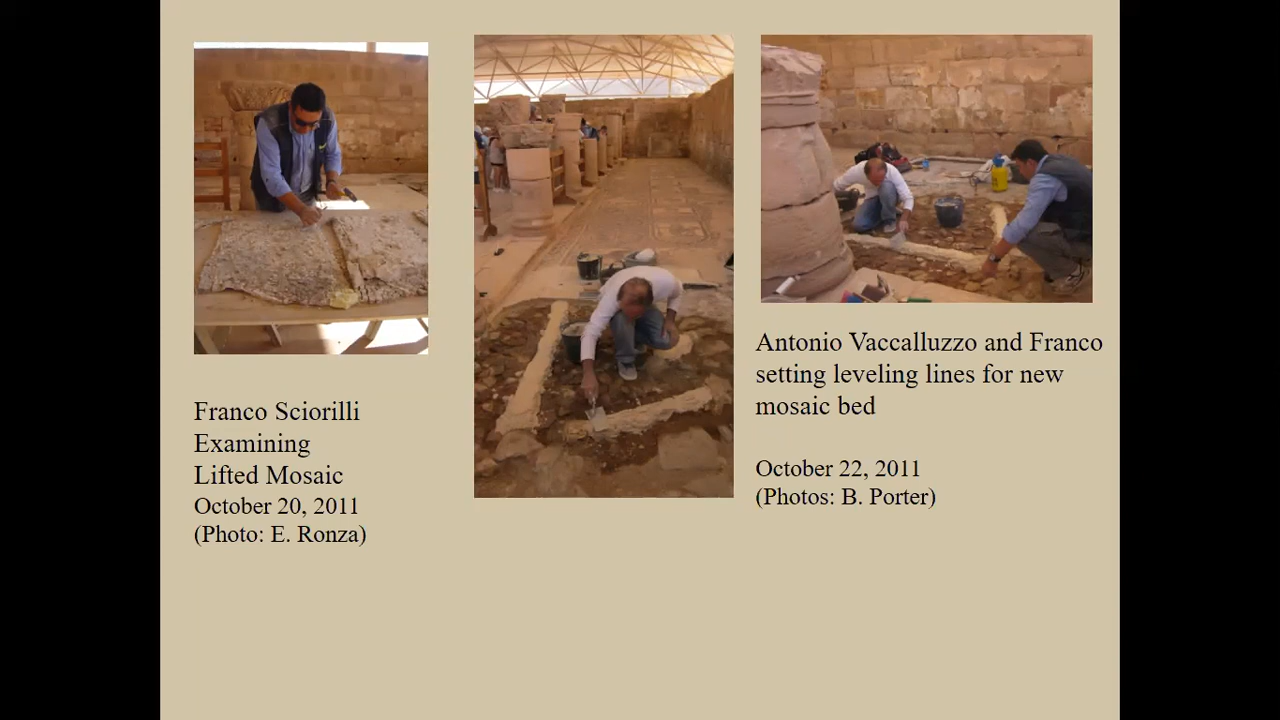 Franco Sciorilli
Examining
Lifted Mosaic
October 20, 2011
(Photo: E. Ronza)
Antonio Vaccalluzzo and Franco
setting leveling lines for new
mosaic bed
October 22, 2011
(Photos: B. Porter)